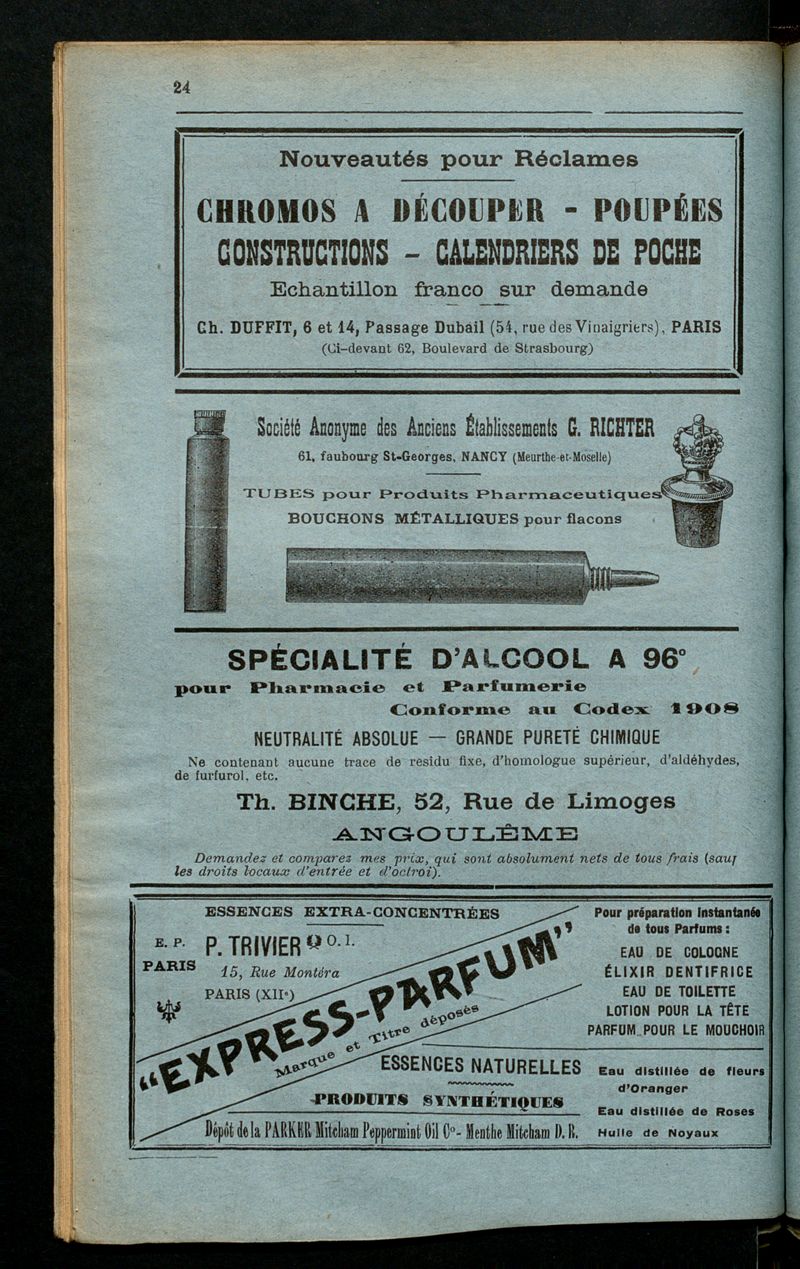 24
Nouveautés pour Réclames
CHROMOS A DÉCOUPER - POUPÉES
CONSTRUCTIONS - CALENDRIERS DE POCHE
Echantillon franco sur demande
Ch. DUFFIT, 6 et 14, Passage Dubail (54, rue des Vinaigriers), PARIS
(Ci-devant 62, Boulevard de Strasbourg)
Société Anonyme des Anciens Établissements G. RICHTER
61, faubourg St-Georges, NANCY (Meurthe-et-Moselle)
TUBES pour Produits Pharmaceutiques
BOUCHONS MÉTALLIQUES pour flacons
SPÉCIALITÉ D'ALCOOL A 96°
pour Pharmacie et Parfumerie
Conforme au Codex 1908
NEUTRALITÉ ABSOLUE — GRANDE PURETÉ CHIMIQUE
Ne contenant aucune trace de residu fixe, d'homologue supérieur, d'aldéhydes,
de furfurol, etc.
Th. BINCHE, 52, Rue de Limoges
ANGOULÊME
Demandez et comparez mes prix, qui sont absolument nets de tous frais (sauf
les droits locaux d'entrée et d'octroi).
ESSENCES EXTRA-CONCENTRÉES
E. P.
PARIS
P. TRIVIER O. I.
15, Rue Montéra
PARIS (XIIe)
"EXPRESS-PARFUM"
Marque et Titre déposés
ESSENCES NATURELLES
PRODUITS SYNTHÉTIQUES
Dépôt de la PARKER Mitcham Peppermint Oil Co - Menthe Mitcham D. R.
Pour préparation instantanée
de tous Parfums :
EAU DE COLOGNE
ÉLIXIR DENTIFRICE
EAU DE TOILETTE
LOTION POUR LA TÊTE
PARFUM POUR LE MOUCHOIR
Eau distillée de fleurs
d'Oranger
Eau distillée de Roses
Huile de Noyaux